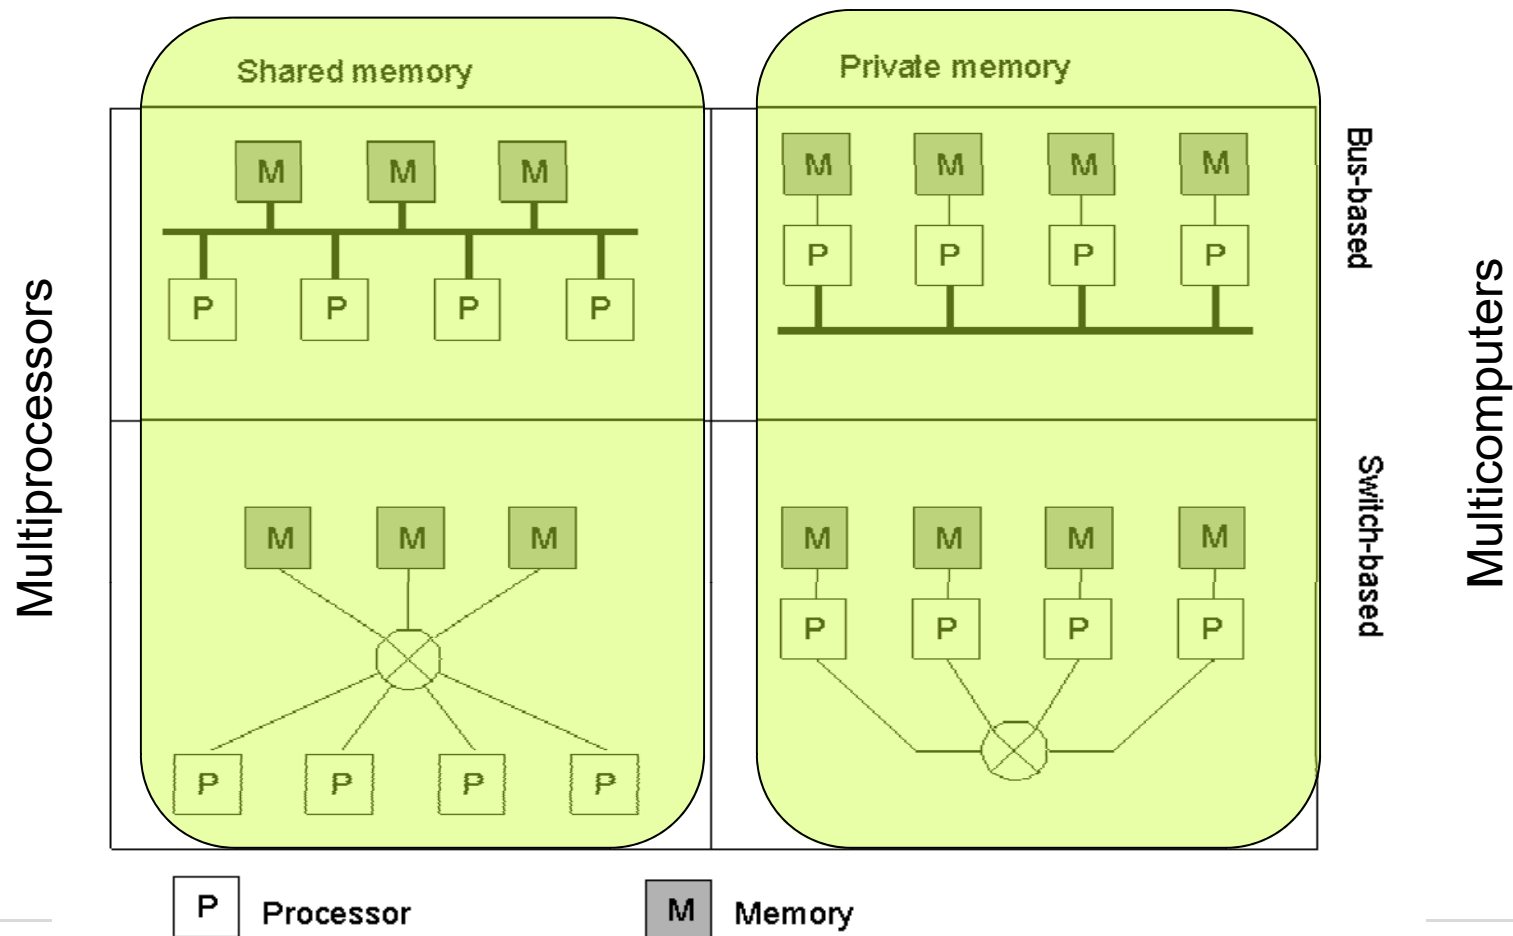 Shared memory
Private memory
M M M
M M M M
P P P P
P P P P
Bus-based
Multiprocessors
Multicomputers
M M M
M M M M
P P P P
P P P P
Switch-based
P Processor
M Memory